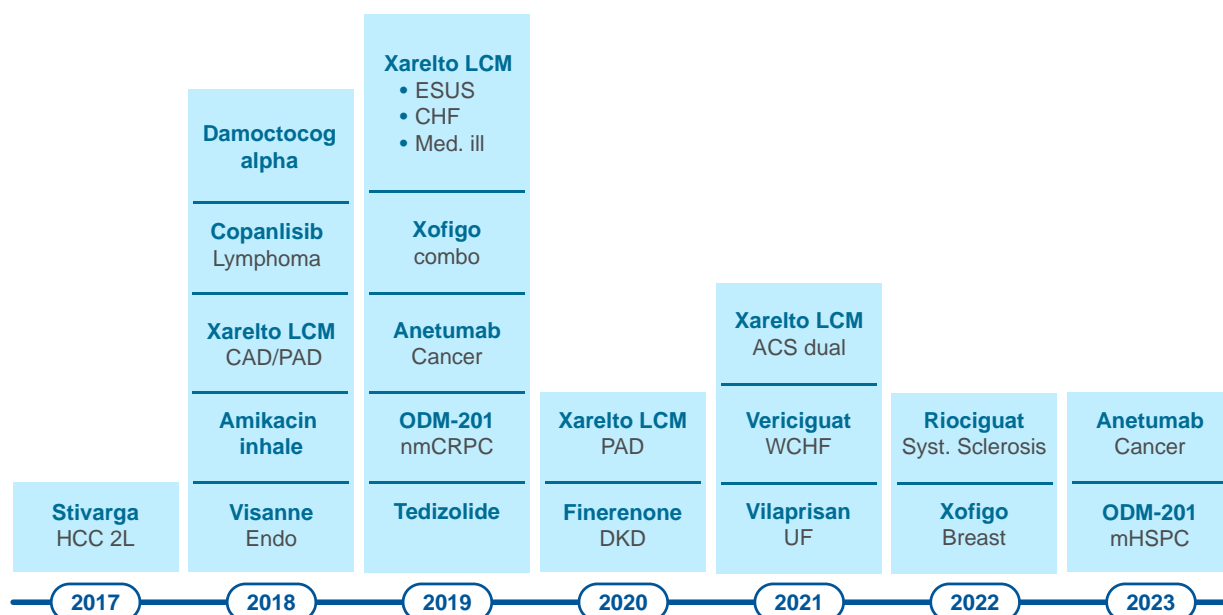 Stivarga
HCC 2L
Damoctocog
alpha
Copanlisib
Lymphoma
Xarelto LCM
CAD/PAD
Amikacin
inhale
Visanne
Endo
Xarelto LCM
• ESUS
• CHF
• Med. ill
Xofigo
combo
Anetumab
Cancer
ODM-201
nmCRPC
Tedizolide
Xarelto LCM
PAD
Finerenone
DKD
Xarelto LCM
ACS dual
Vericiguat
WCHF
Vilaprisan
UF
Riociguat
Syst. Sclerosis
Xofigo
Breast
Anetumab
Cancer
ODM-201
mHSPC
2017
2018
2019
2020
2021
2022
2023